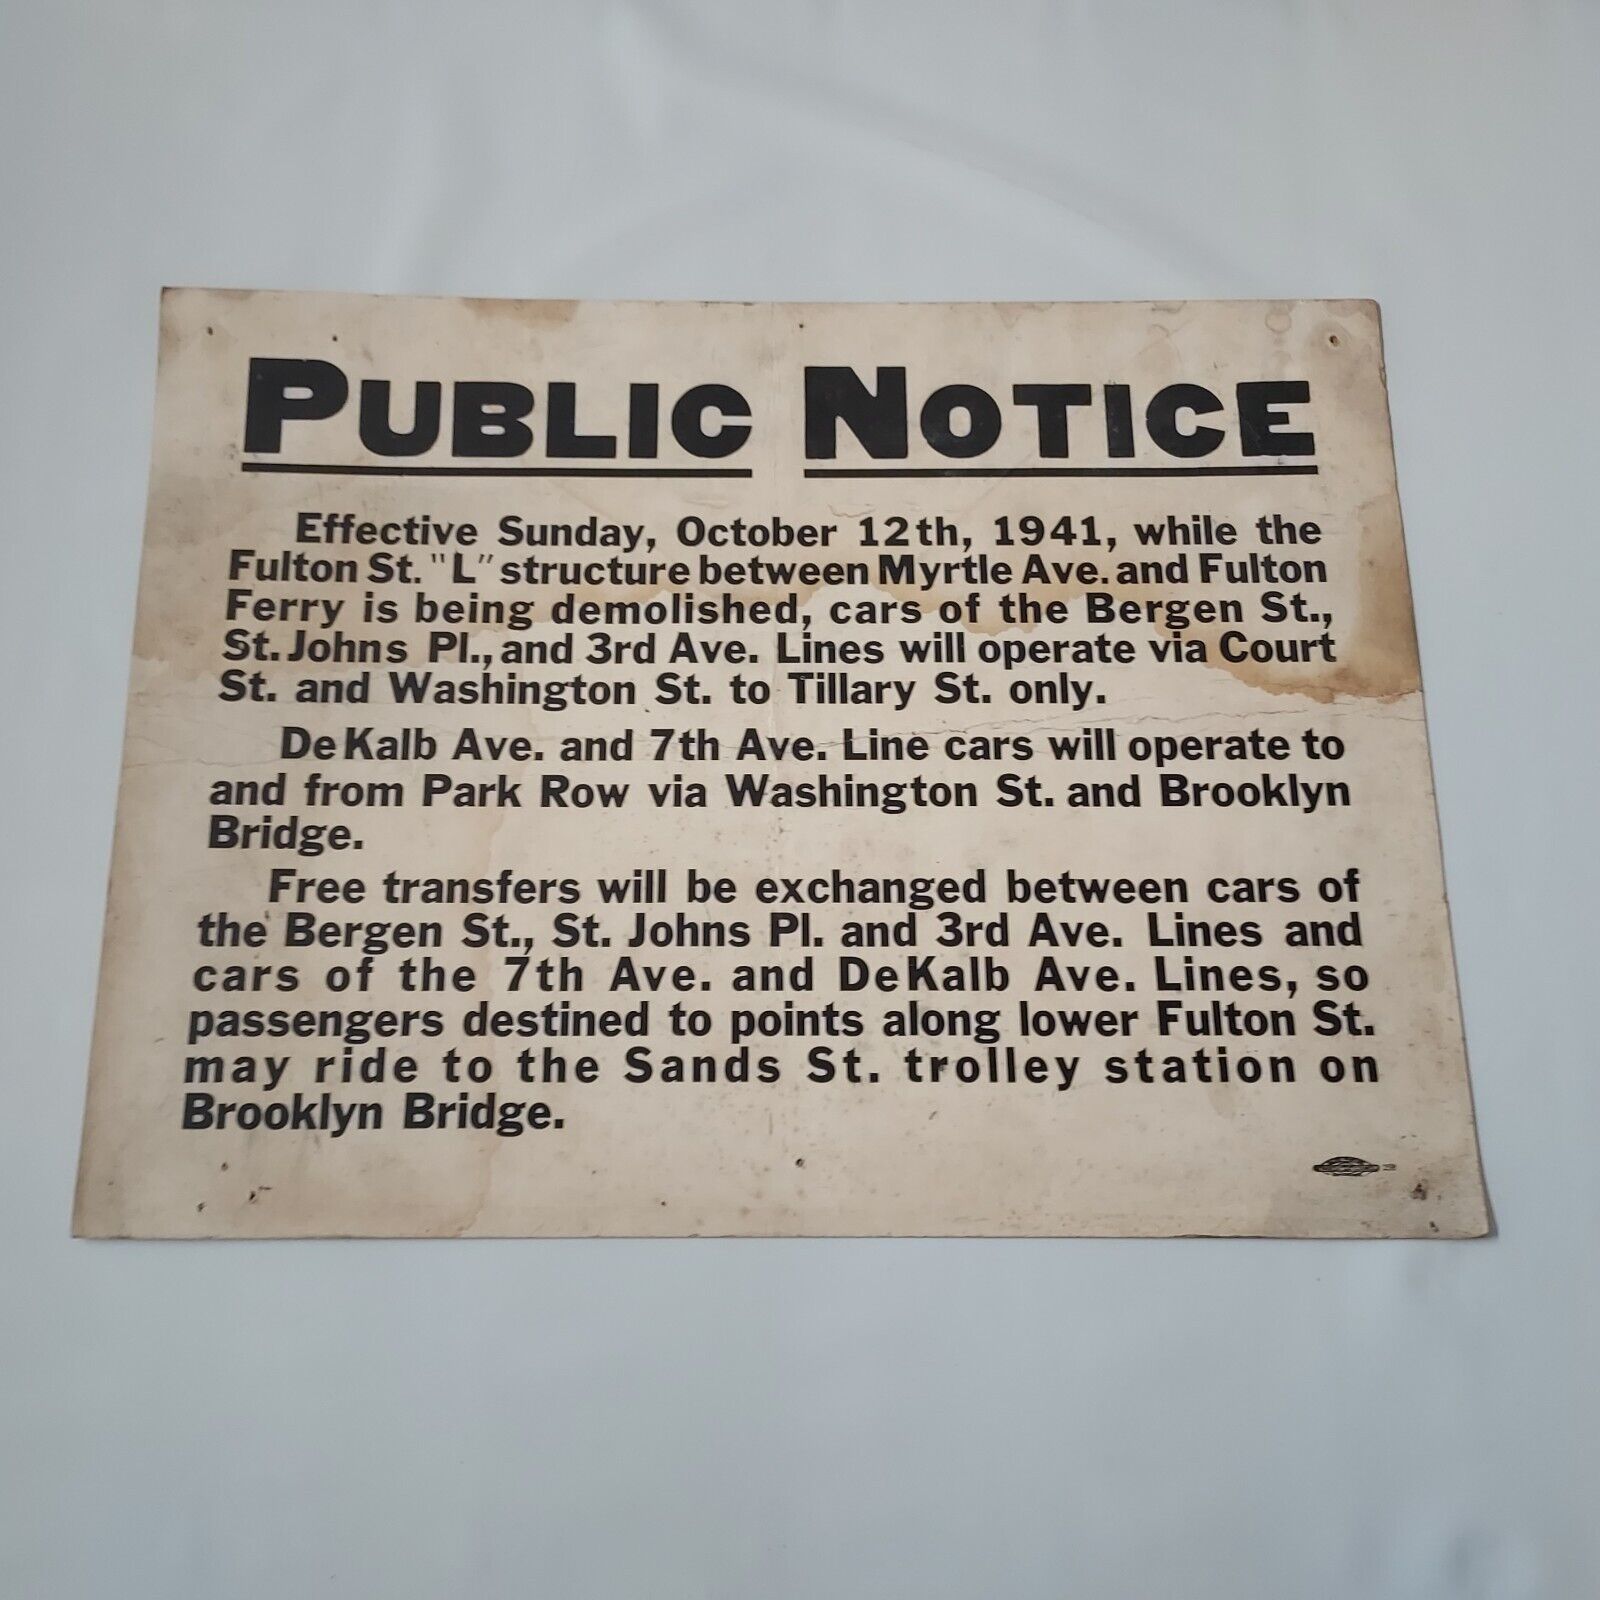 PUBLIC NOTICE
Effective Sunday, October 12th, 1941, while the
Fulton St. "L" structure between Myrtle Ave. and Fulton
Ferry is being demolished, cars of the Bergen St.,
St. Johns Pl., and 3rd Ave. Lines will operate via Court
St. and Washington St. to Tillary St. only.
De Kalb Ave. and 7th Ave. Line cars will operate to
and from Park Row via Washington St. and Brooklyn
Bridge.
Free transfers will be exchanged between cars of
the Bergen St., St. Johns Pl. and 3rd Ave. Lines and
cars of the 7th Ave. and De Kalb Ave. Lines, so
passengers destined to points along lower Fulton St.
may ride to the Sands St. trolley station on
Brooklyn Bridge.